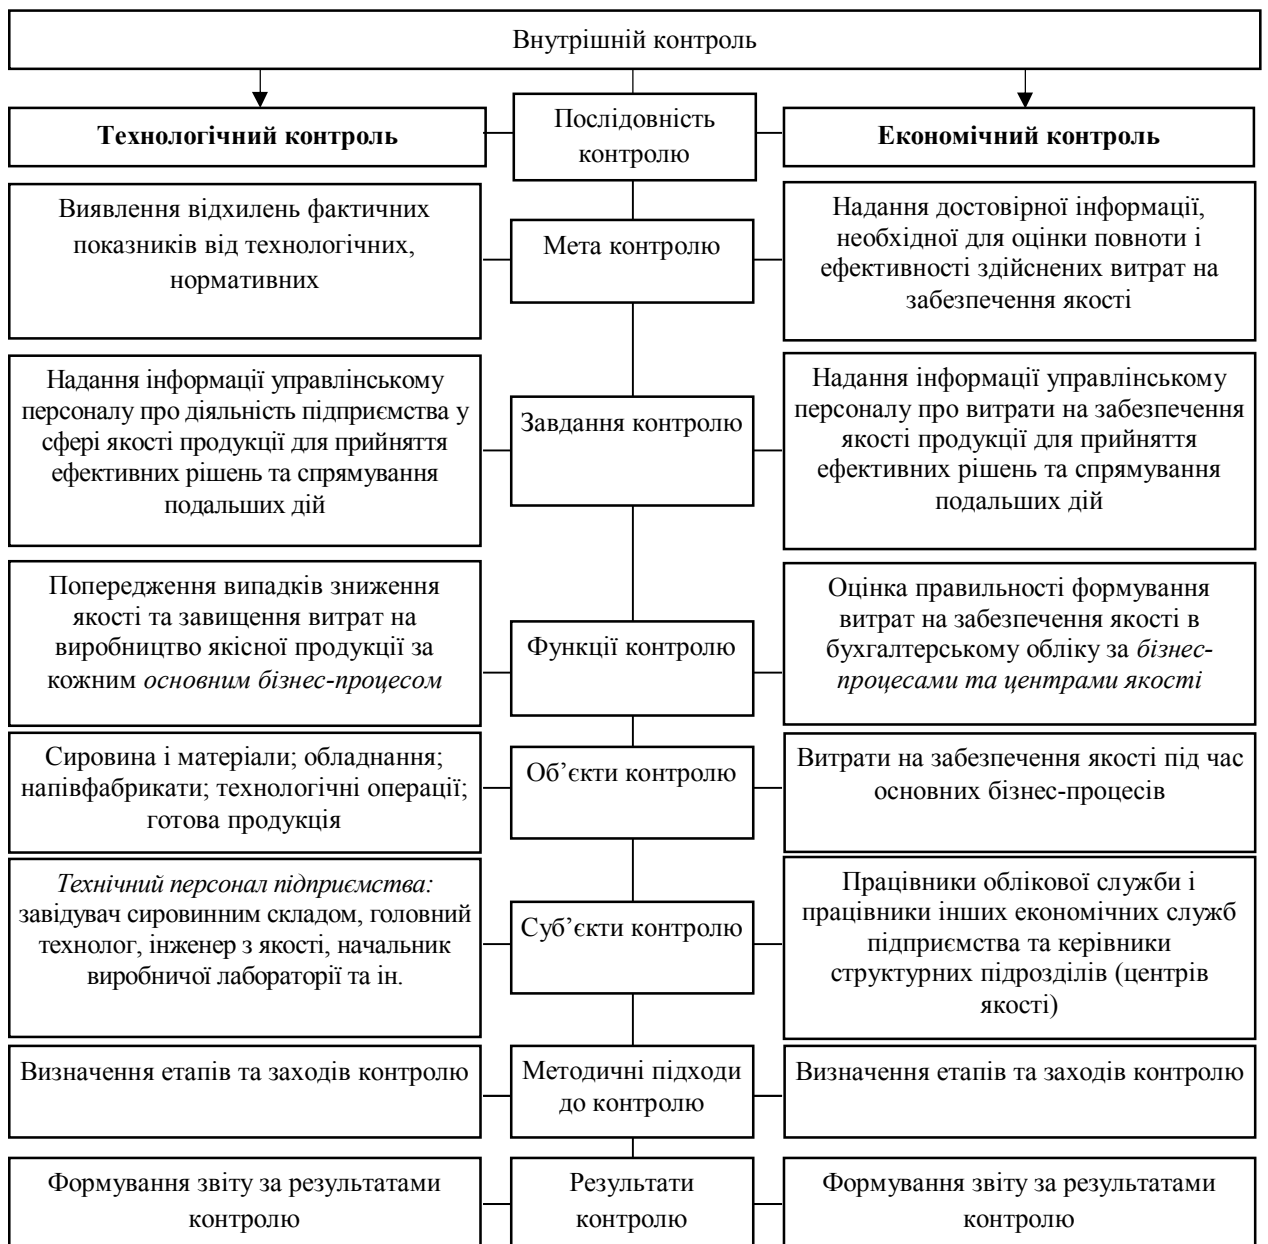 Внутрішній контроль
Технологічний контроль
Послідовність
контролю
Економічний контроль
Виявлення відхилень фактичних
показників від технологічних,
нормативних
Мета контролю
Надання достовірної інформації,
необхідної для оцінки повноти і
ефективності здійснених витрат на
забезпечення якості
Надання інформації управлінському
персоналу про діяльність підприємства у
сфері якості продукції для прийняття
ефективних рішень та спрямування
подальших дій
Завдання контролю
Надання інформації управлінському
персоналу про витрати на забезпечення
якості продукції для прийняття
ефективних рішень та спрямування
подальших дій
Попередження випадків зниження
якості та завищення витрат на
виробництво якісної продукції за
кожним основним бізнес-процесом
Функції контролю
Оцінка правильності формування
витрат на забезпечення якості в
бухгалтерському обліку за бізнес-
процесами та центрами якості
Сировина і матеріали; обладнання;
напівфабрикати; технологічні операції;
готова продукція
Об’єкти контролю
Витрати на забезпечення якості під час
основних бізнес-процесів
Технічний персонал підприємства:
завідувач сировинним складом, головний
технолог, інженер з якості, начальник
виробничої лабораторії та ін.
Суб’єкти контролю
Працівники облікової служби і
працівники інших економічних служб
підприємства та керівники
структурних підрозділів (центрів
якості)
Визначення етапів та заходів контролю
Методичні підходи
до контролю
Визначення етапів та заходів контролю
Формування звіту за результатами
контролю
Результати
контролю
Формування звіту за результатами
контролю